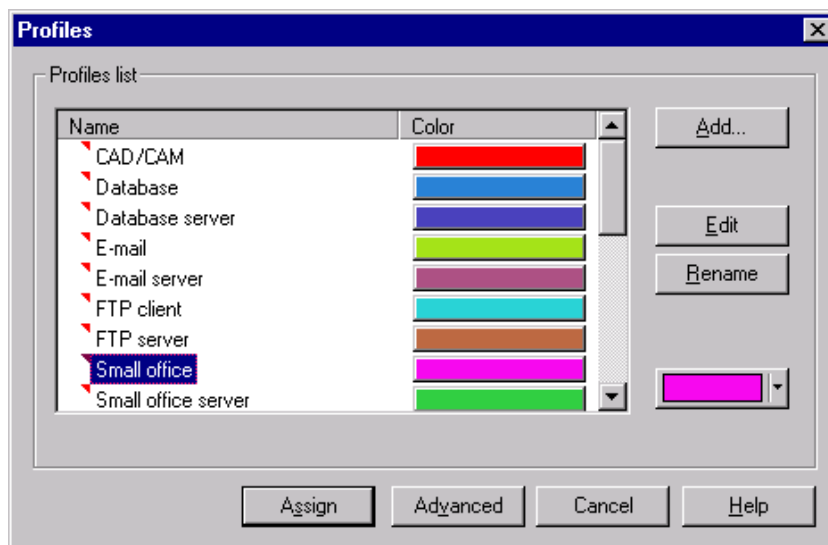 Profiles
Profiles list
Name Color
Add...
CAD/CAM
Database
Database server
Edit
E-mail
E-mail server
Rename
FTP client
FTP server
Small office
Small office server
Assign Advanced Cancel Help